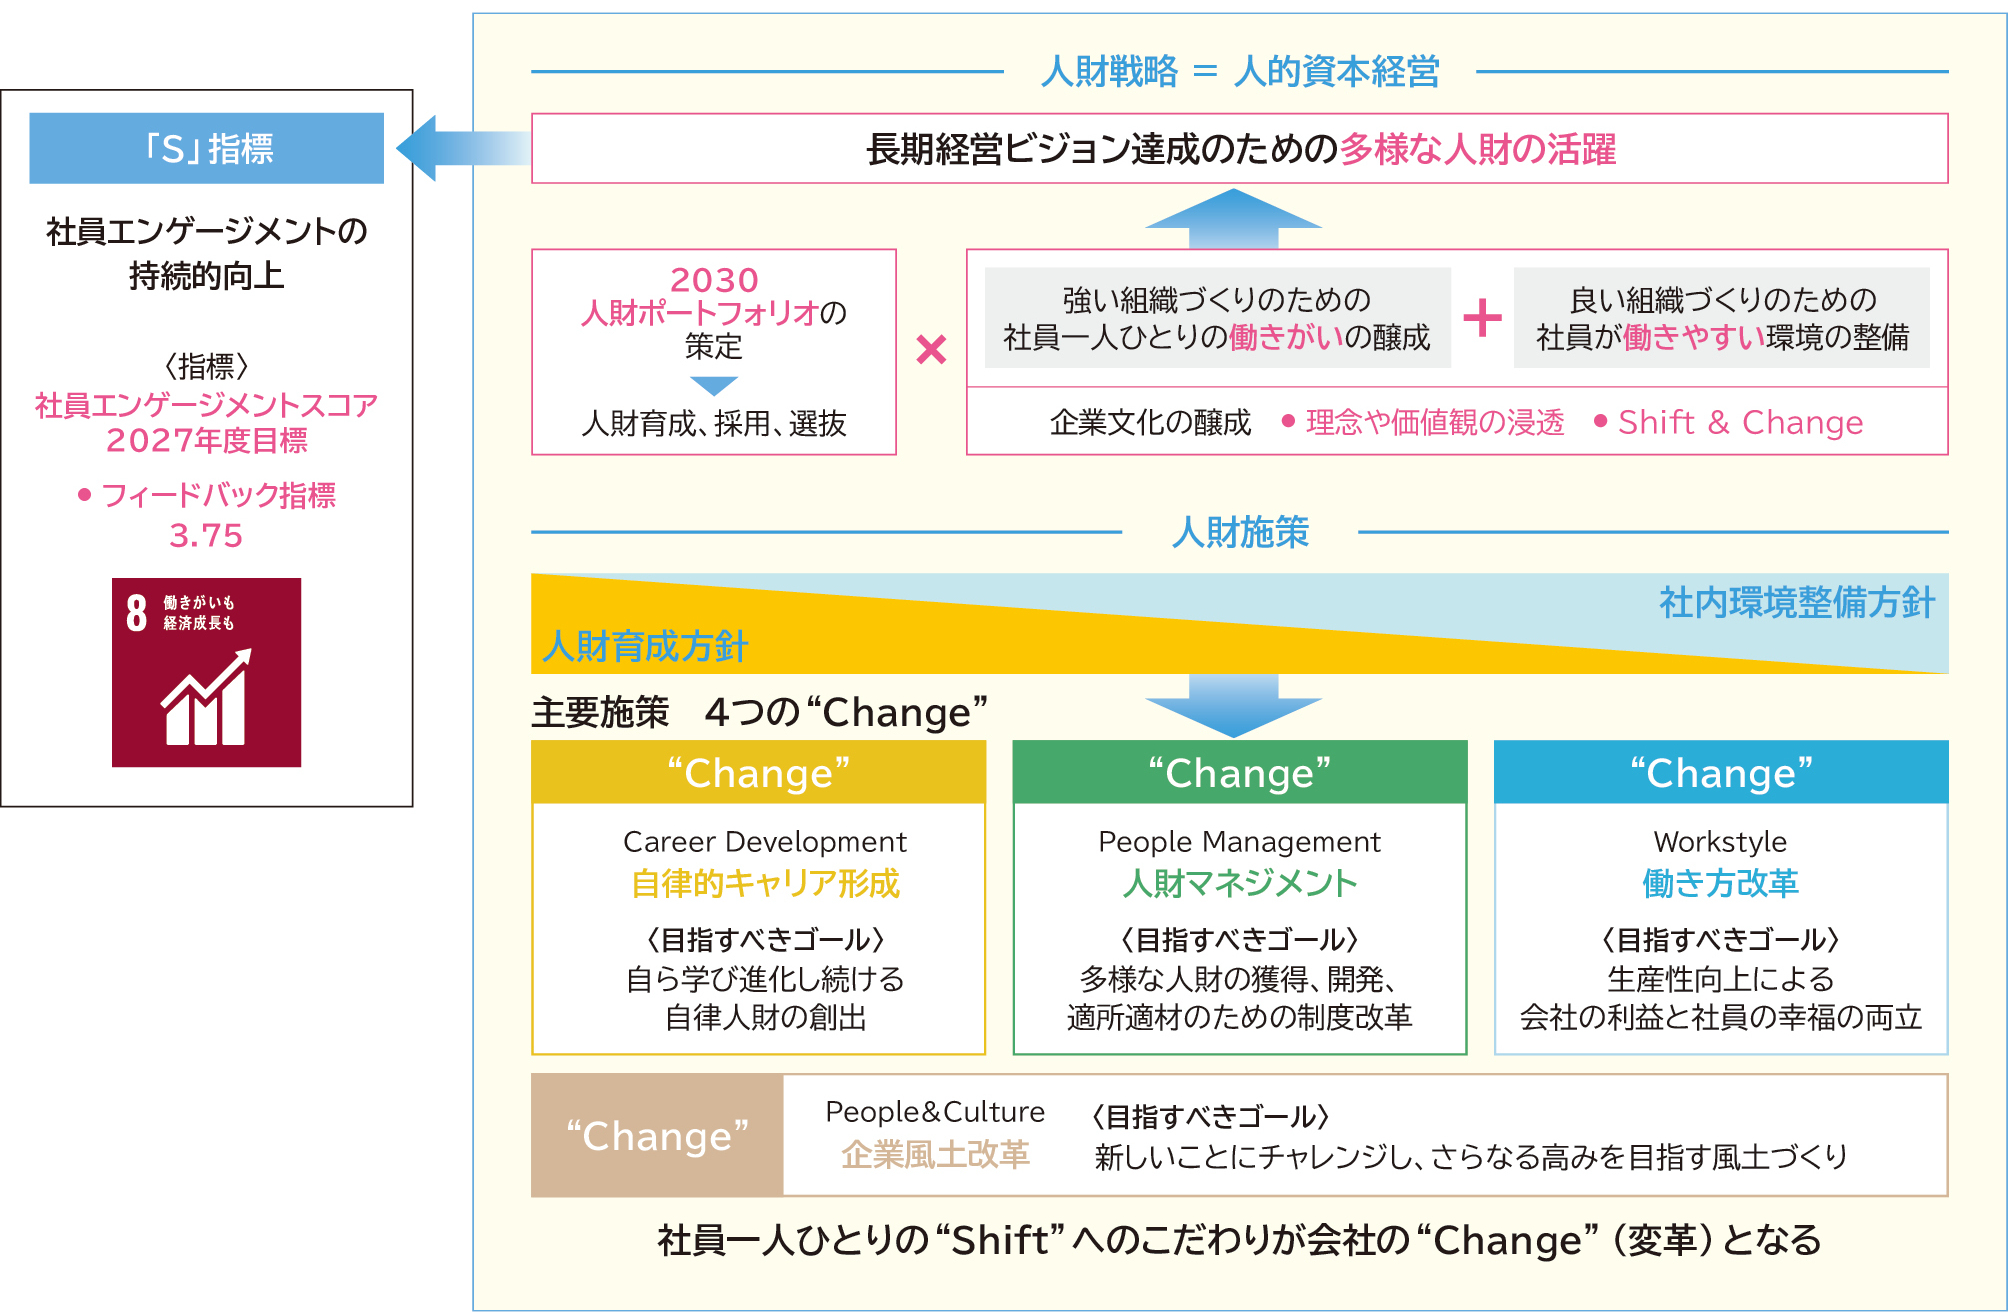 人財戦略 = 人的資本経営
長期経営ビジョン達成のための多様な人財の活躍
「S」指標
社員エンゲージメントの
持続的向上
〈指標〉
社員エンゲージメントスコア
2027年度目標
● フィードバック指標
3.75
8 働きがいも
経済成長も
2030
人財ポートフォリオの
策定
人財育成、採用、選抜
×
強い組織づくりのための
社員一人ひとりの働きがいの醸成
+
良い組織づくりのための
社員が働きやすい環境の整備
企業文化の醸成 ● 理念や価値観の浸透 ● Shift & Change
人財施策
社内環境整備方針
人財育成方針
主要施策　4つの“Change”
“Change”
Career Development
自律的キャリア形成
〈目指すべきゴール〉
自ら学び進化し続ける
自律人財の創出
“Change”
People Management
人財マネジメント
〈目指すべきゴール〉
多様な人財の獲得、開発、
適所適材のための制度改革
“Change”
Workstyle
働き方改革
〈目指すべきゴール〉
生産性向上による
会社の利益と社員の幸福の両立
“Change”
People&Culture
企業風土改革
〈目指すべきゴール〉
新しいことにチャレンジし、さらなる高みを目指す風土づくり
社員一人ひとりの“Shift”へのこだわりが会社の“Change”（変革）となる